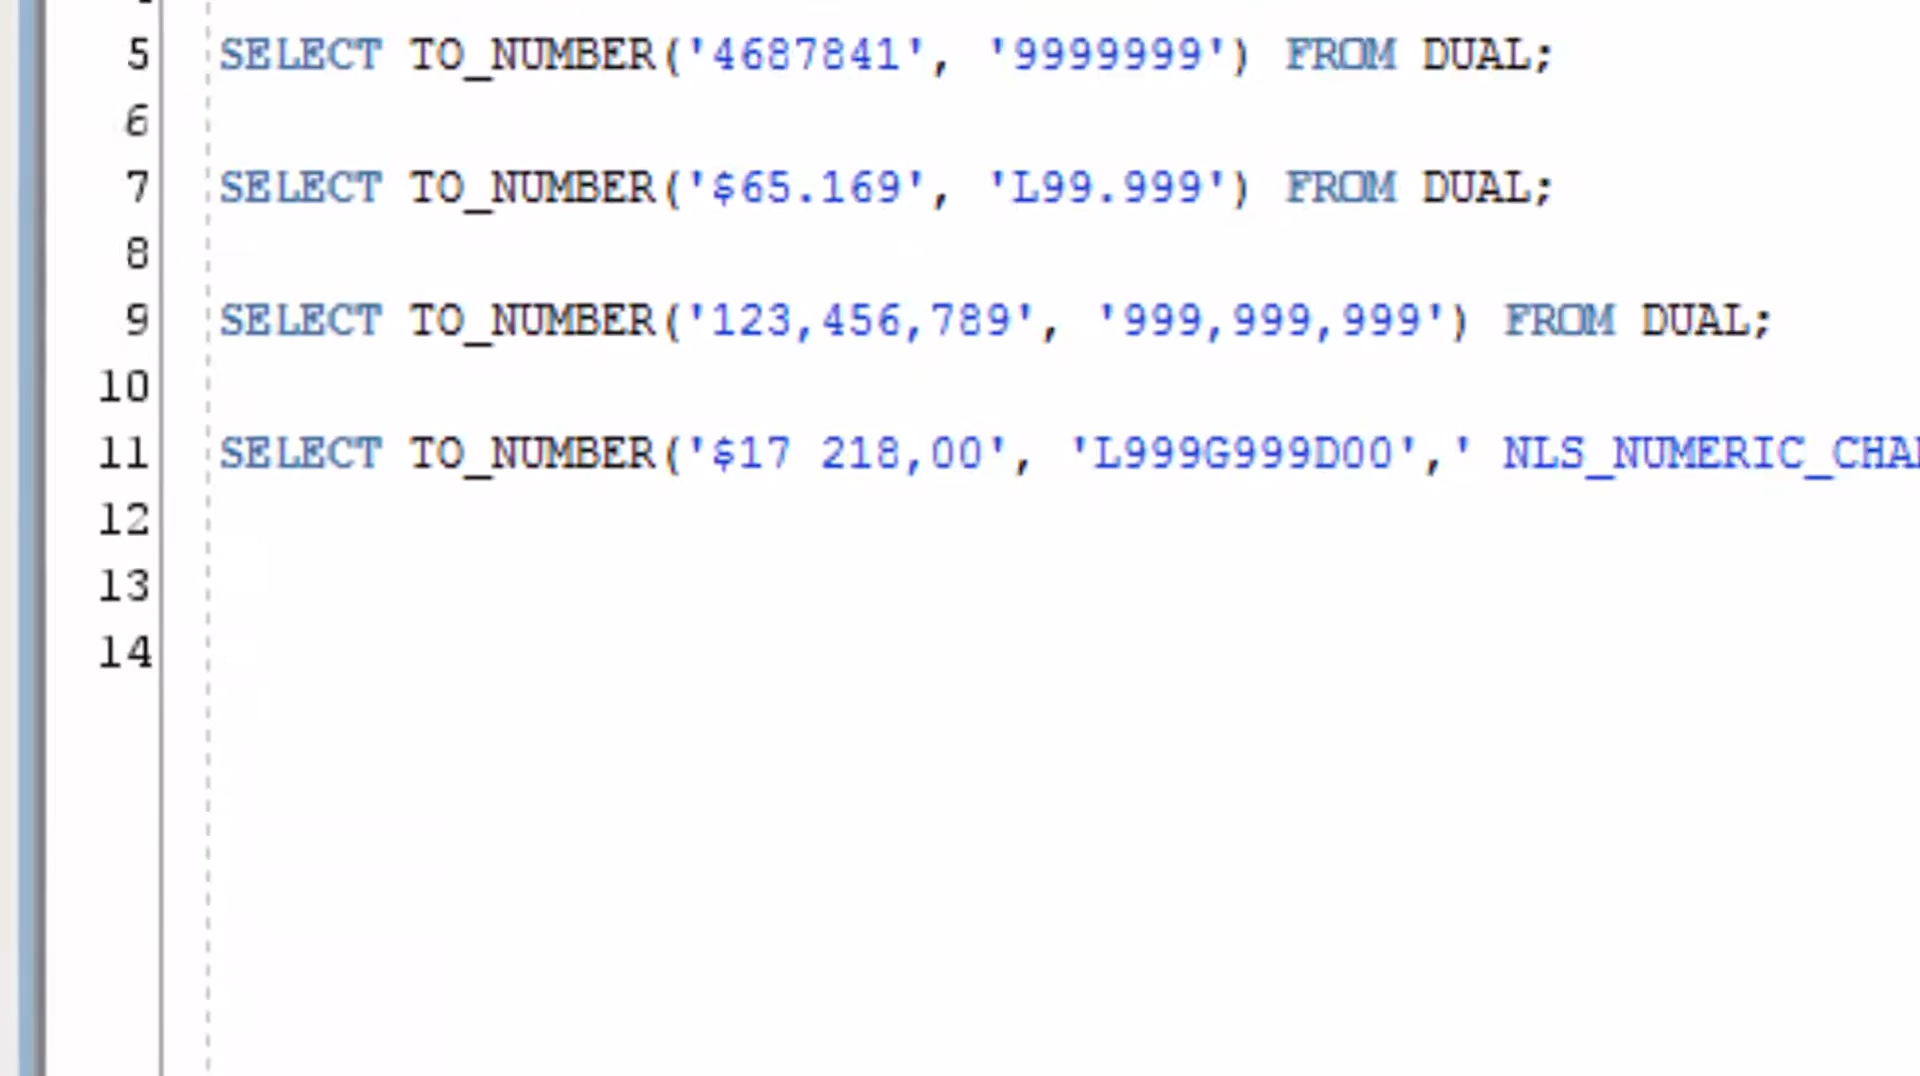 5 SELECT TO_NUMBER('4687841', '9999999') FROM DUAL;
6
7 SELECT TO_NUMBER('$65.169', 'L99.999') FROM DUAL;
8
9 SELECT TO_NUMBER('123,456,789', '999,999,999') FROM DUAL;
10
11 SELECT TO_NUMBER('$17 218,00', 'L999G999D00',' NLS_NUMERIC_CHA
12
13
14